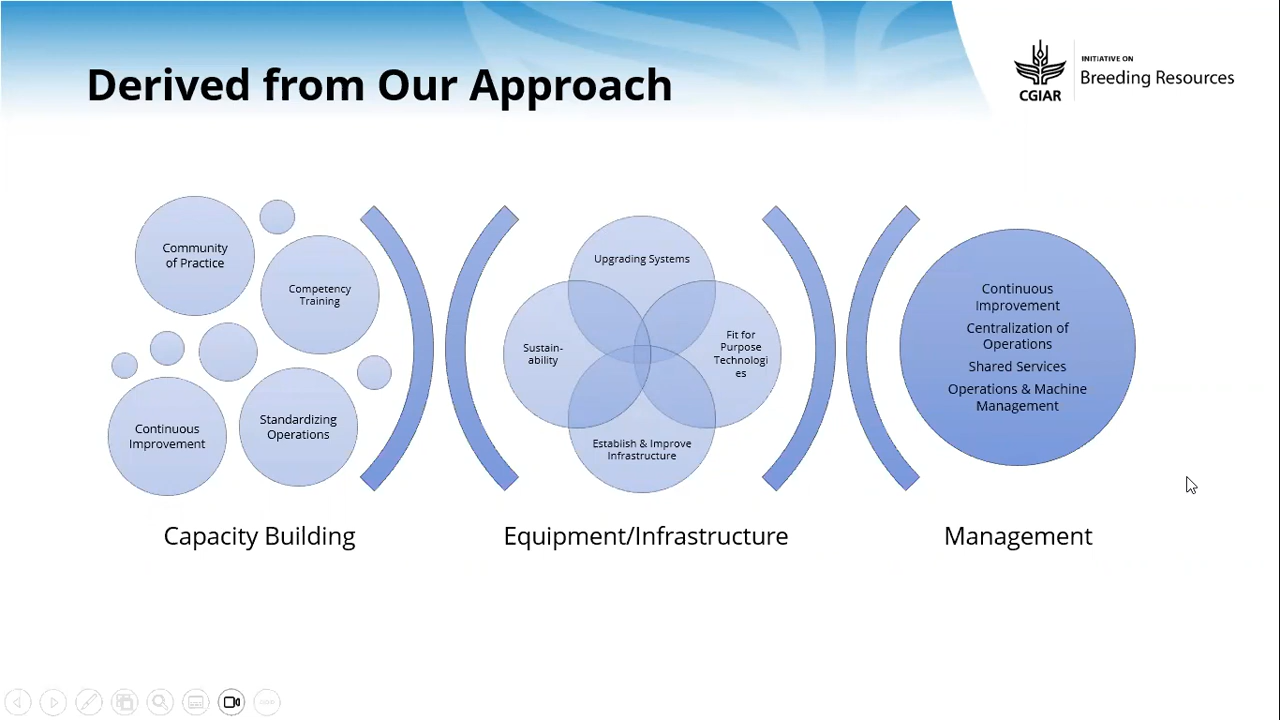 Derived from Our Approach
INITIATIVE ON
Breeding Resources
CGIAR
Community
of Practice
Competency
Training
Continuous
Improvement
Standardizing
Operations
Upgrading Systems
Sustain-
ability
Fit for
Purpose
Technologi
es
Establish & Improve
Infrastructure
Continuous
Improvement
Centralization of
Operations
Shared Services
Operations & Machine
Management
Capacity Building
Equipment/Infrastructure
Management